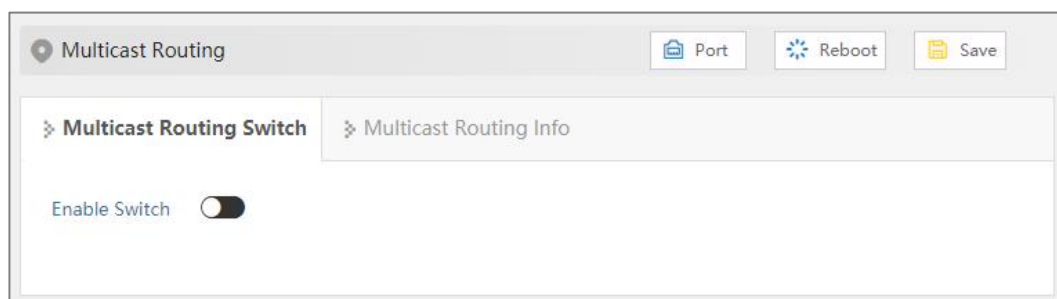 Multicast Routing Port Reboot Save
Multicast Routing Switch Multicast Routing Info
Enable Switch